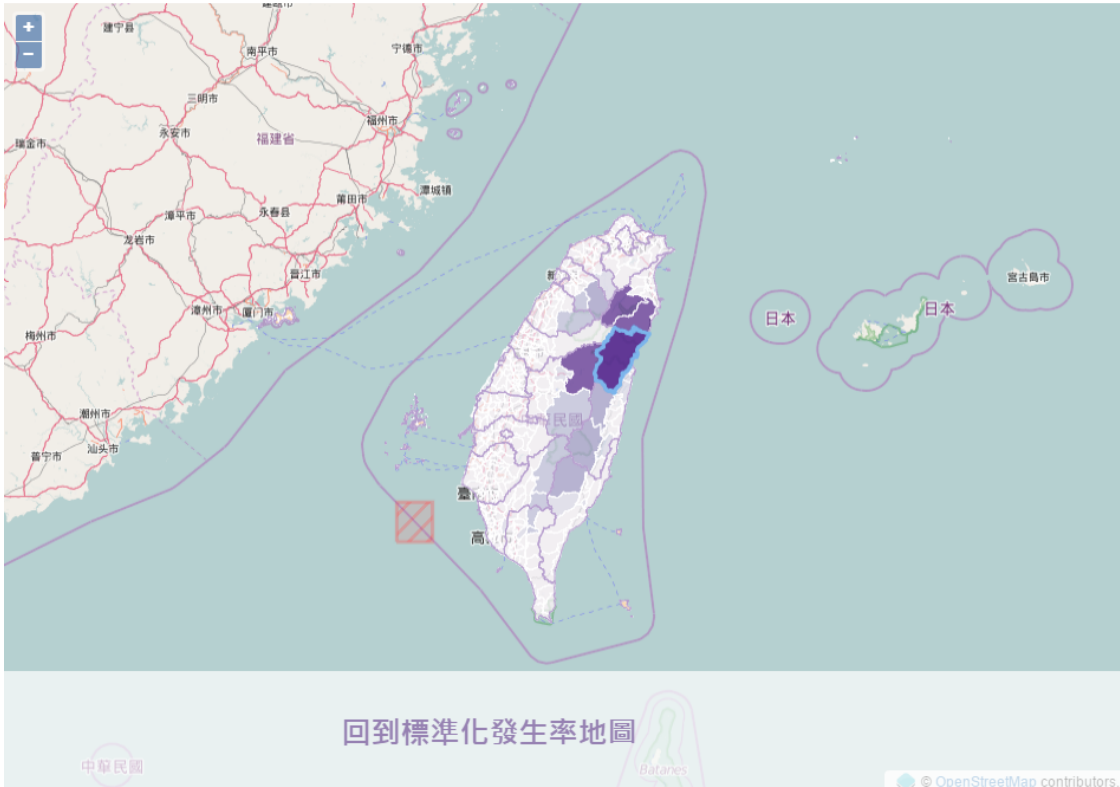 +
−
建宁县
南平市
宁德市
三明市
福州市
永安市
福建省
瑞金市
潭城镇
莆田市
永春县
漳平市
龙岩市
晋江市
漳州市
厦门市
梅州市
潮州市
汕头市
普宁市
日本
日本
宮古島市
民國
回到標準化發生率地圖
中華民國
Batanes
© OpenStreetMap contributors.